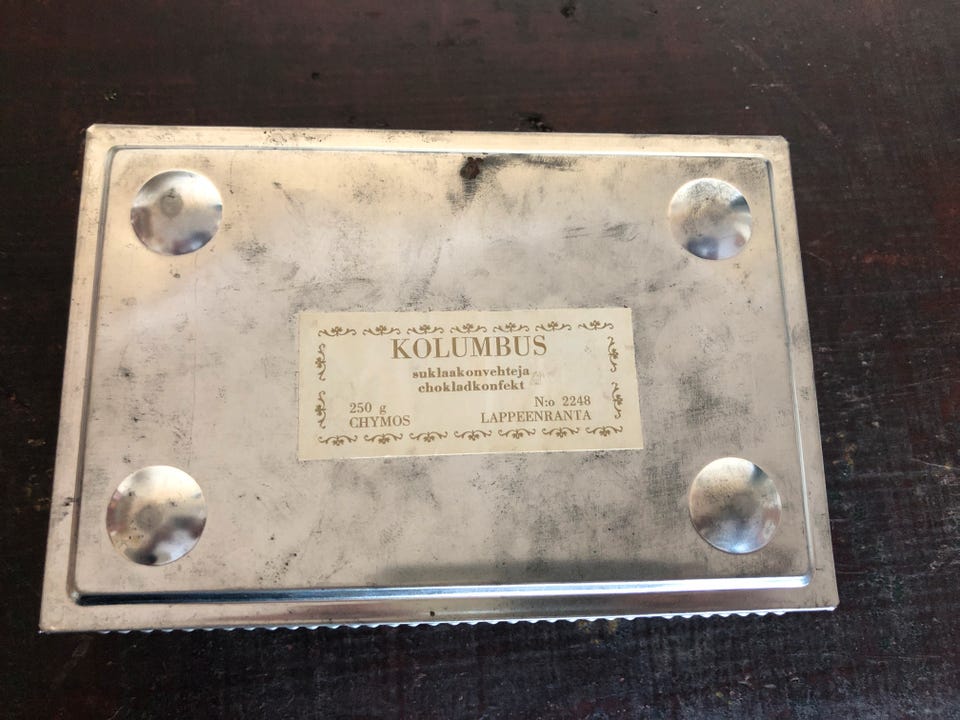 KOLUMBUS
suklaakonvehteja
chokladkonfekt
250 g N:o 2248
CHYMOS LAPPEENRANTA